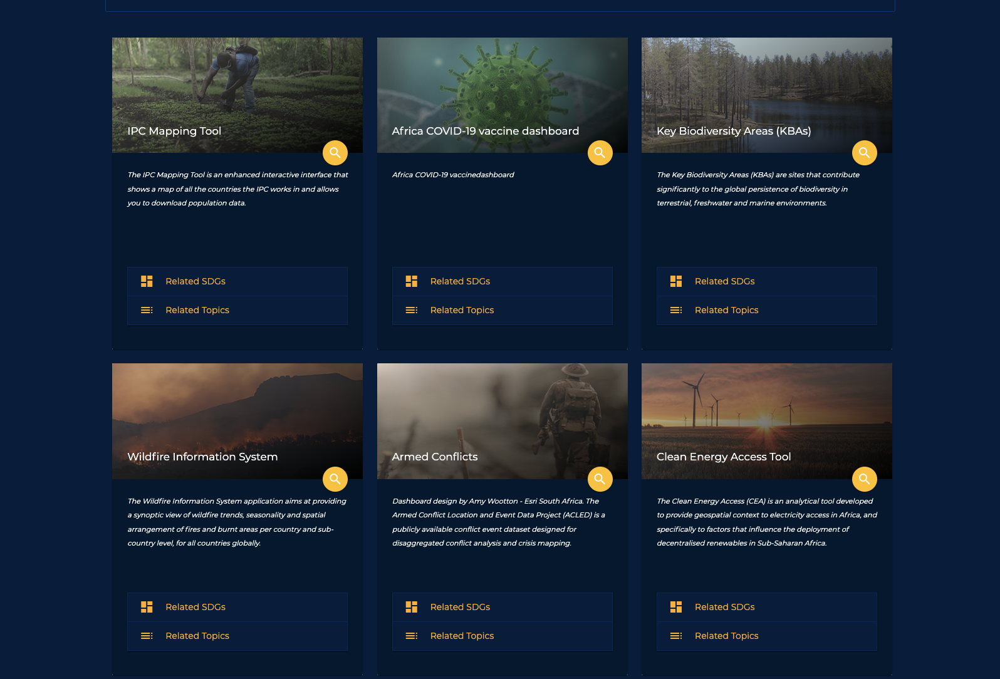 IPC Mapping Tool
The IPC Mapping Tool is an enhanced interactive interface that
shows a map of all the countries the IPC works in and allows
you to download population data.
Related SDGs
Related Topics
Africa COVID-19 vaccine dashboard
Africa COVID-19 vaccinedashboard
Related SDGs
Related Topics
Key Biodiversity Areas (KBAs)
The Key Biodiversity Areas (KBAs) are sites that contribute
significantly to the global persistence of biodiversity in
terrestrial, freshwater and marine environments.
Related SDGs
Related Topics
Wildfire Information System
The Wildfire Information System application aims at providing
a synoptic view of wildfire trends, seasonality and spatial
arrangement of fires and burnt areas per country and sub-
country level, for all countries globally.
Related SDGs
Related Topics
Armed Conflicts
Dashboard design by Amy Wootton - Esri South Africa. The
Armed Conflict Location and Event Data Project (ACLED) is a
publicly available conflict event dataset designed for
disaggregated conflict analysis and crisis mapping.
Related SDGs
Related Topics
Clean Energy Access Tool
The Clean Energy Access (CEA) is an analytical tool developed
to provide geospatial context to electricity access in Africa, and
specifically to factors that influence the deployment of
decentralised renewables in Sub-Saharan Africa.
Related SDGs
Related Topics